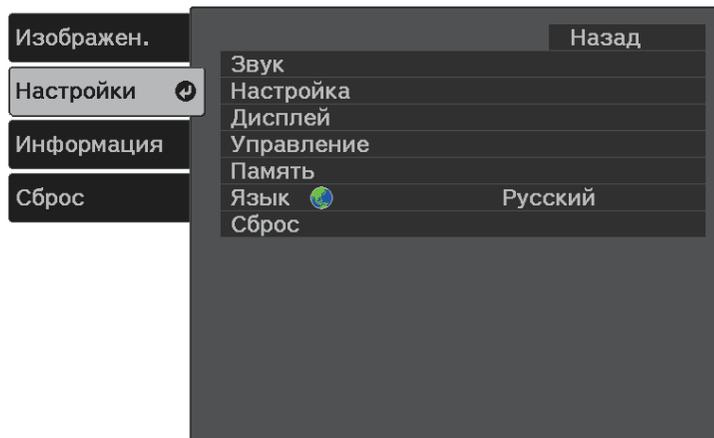 Изображен.
Настройки
Информация
Сброс
Назад
Звук
Настройка
Дисплей
Управление
Память
Язык Русский
Сброс